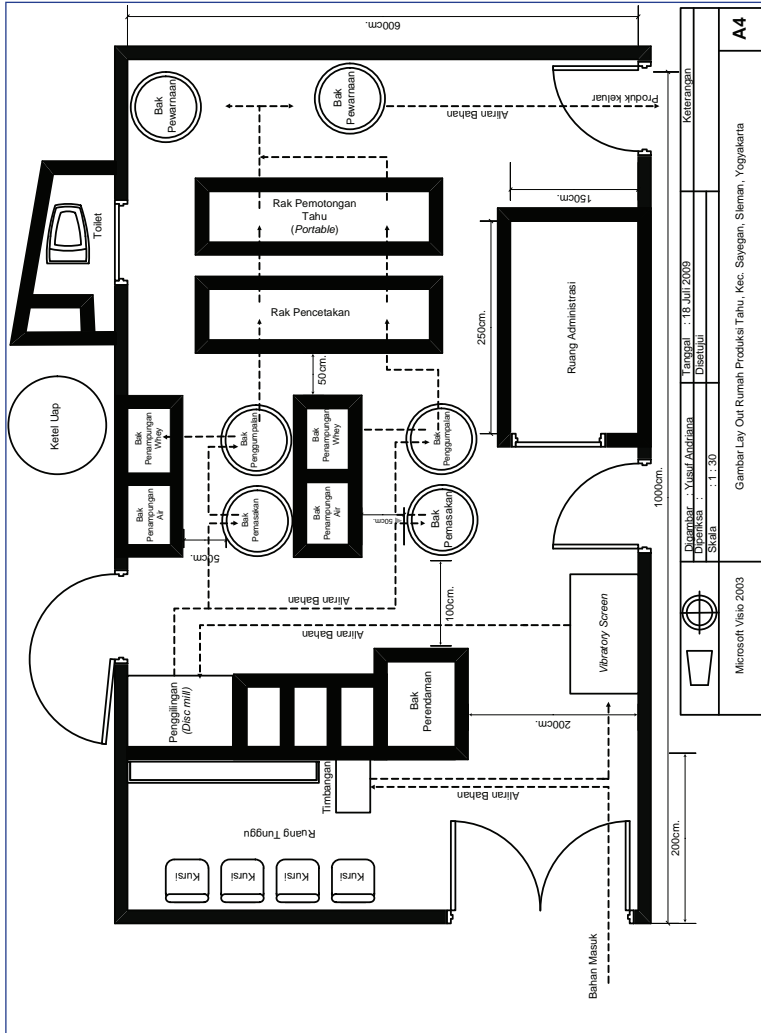 600cm.
Bak
Pewarnaan
Bak
Pewarnaan
Aliran Bahan
Produk keluar
Toilet
Rak Pemotongan
Tahu
(Portable)
Rak Pencetakan
150cm.
250cm.
Ruang Administrasi
Ketel Uap
50cm.
Bak
Penampungan
Whey
Bak
Penggumpalan
Bak
Penampungan
Whey
Bak
Penggumpalan
Bak
Penampungan
Air
Bak
Pemasakan
Bak
Penampungan
Air
50cm.
Bak
Pemasakan
50cm.
1000cm.
Aliran Bahan
Aliran Bahan
100cm.
Vibratory Screen
Penggilingan
(Disc mill)
Bak
Perendaman
200cm.
Timbangan
Aliran Bahan
Ruang Tunggu
Kursi
Kursi
Kursi
Kursi
200cm.
Bahan Masuk
Digambar : Yusuf Andriana
Diperiksa :
Skala : 1 : 30
Tanggal : 18 Juli 2009
Disetujui
Keterangan
Microsoft Visio 2003
Gambar Lay Out Rumah Produksi Tahu, Kec. Sayegan, Sleman, Yogyakarta
A4